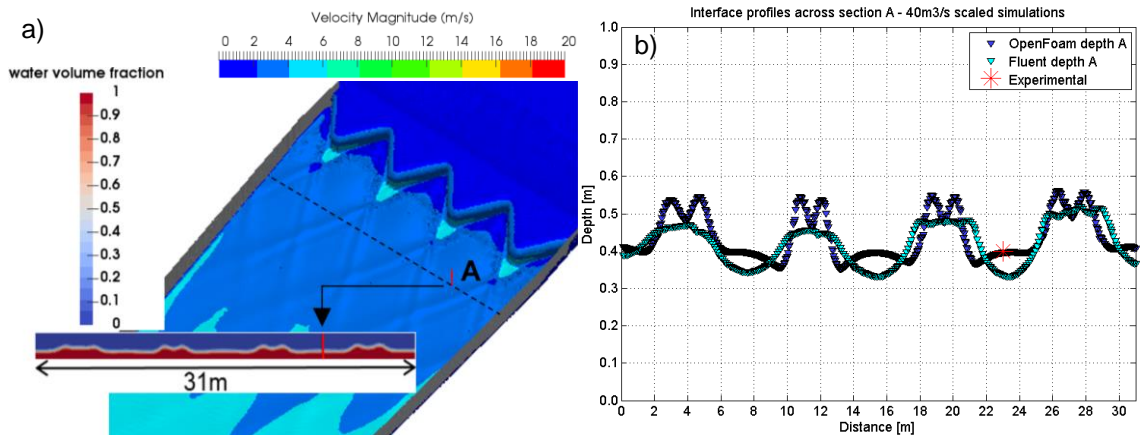 a)
Velocity Magnitude (m/s)
0 2 4 6 8 10 12 14 16 18 20
water volume fraction
1
0.9
0.8
0.7
0.6
0.5
0.4
0.3
0.2
0.1
0
A
31m
Interface profiles across section A - 40m3/s scaled simulations
b)
OpenFoam depth A
Fluent depth A
Experimental
Depth [m]
1.0
0.9
0.8
0.7
0.6
0.5
0.4
0.3
0.2
0.1
0.0
0 2 4 6 8 10 12 14 16 18 20 22 24 26 28 30
Distance [m]